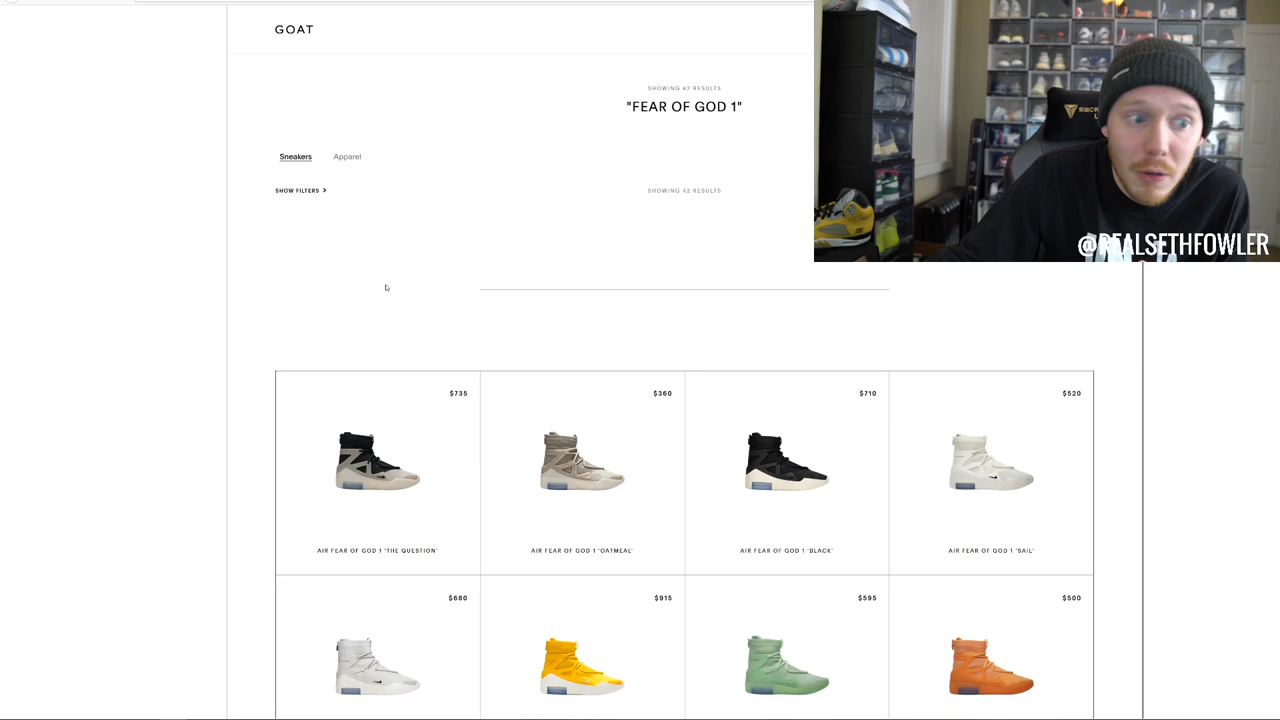 GOAT
SHOWING 42 RESULTS
"FEAR OF GOD 1"
Sneakers Apparel
SHOW FILTERS >
SHOWING 42 RESULTS
@REALSETHFOWLER
$735
$360
$710
$520
AIR FEAR OF GOD 1 'THE QUESTION'
AIR FEAR OF GOD 1 'OATMEAL'
AIR FEAR OF GOD 1 'BLACK'
AIR FEAR OF GOD 1 'SAIL'
$680
$915
$595
$500